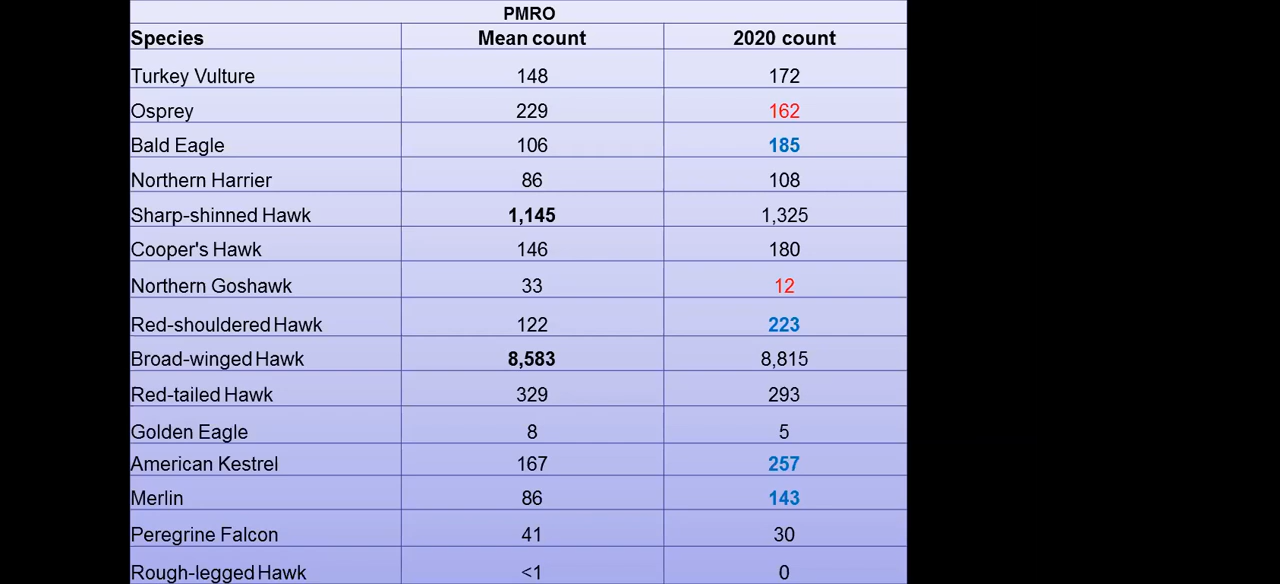 PMRO
Species Mean count 2020 count
Turkey Vulture 148 172
Osprey 229 162
Bald Eagle 106 185
Northern Harrier 86 108
Sharp-shinned Hawk 1,145 1,325
Cooper's Hawk 146 180
Northern Goshawk 33 12
Red-shouldered Hawk 122 223
Broad-winged Hawk 8,583 8,815
Red-tailed Hawk 329 293
Golden Eagle 8 5
American Kestrel 167 257
Merlin 86 143
Peregrine Falcon 41 30
Rough-legged Hawk <1 0